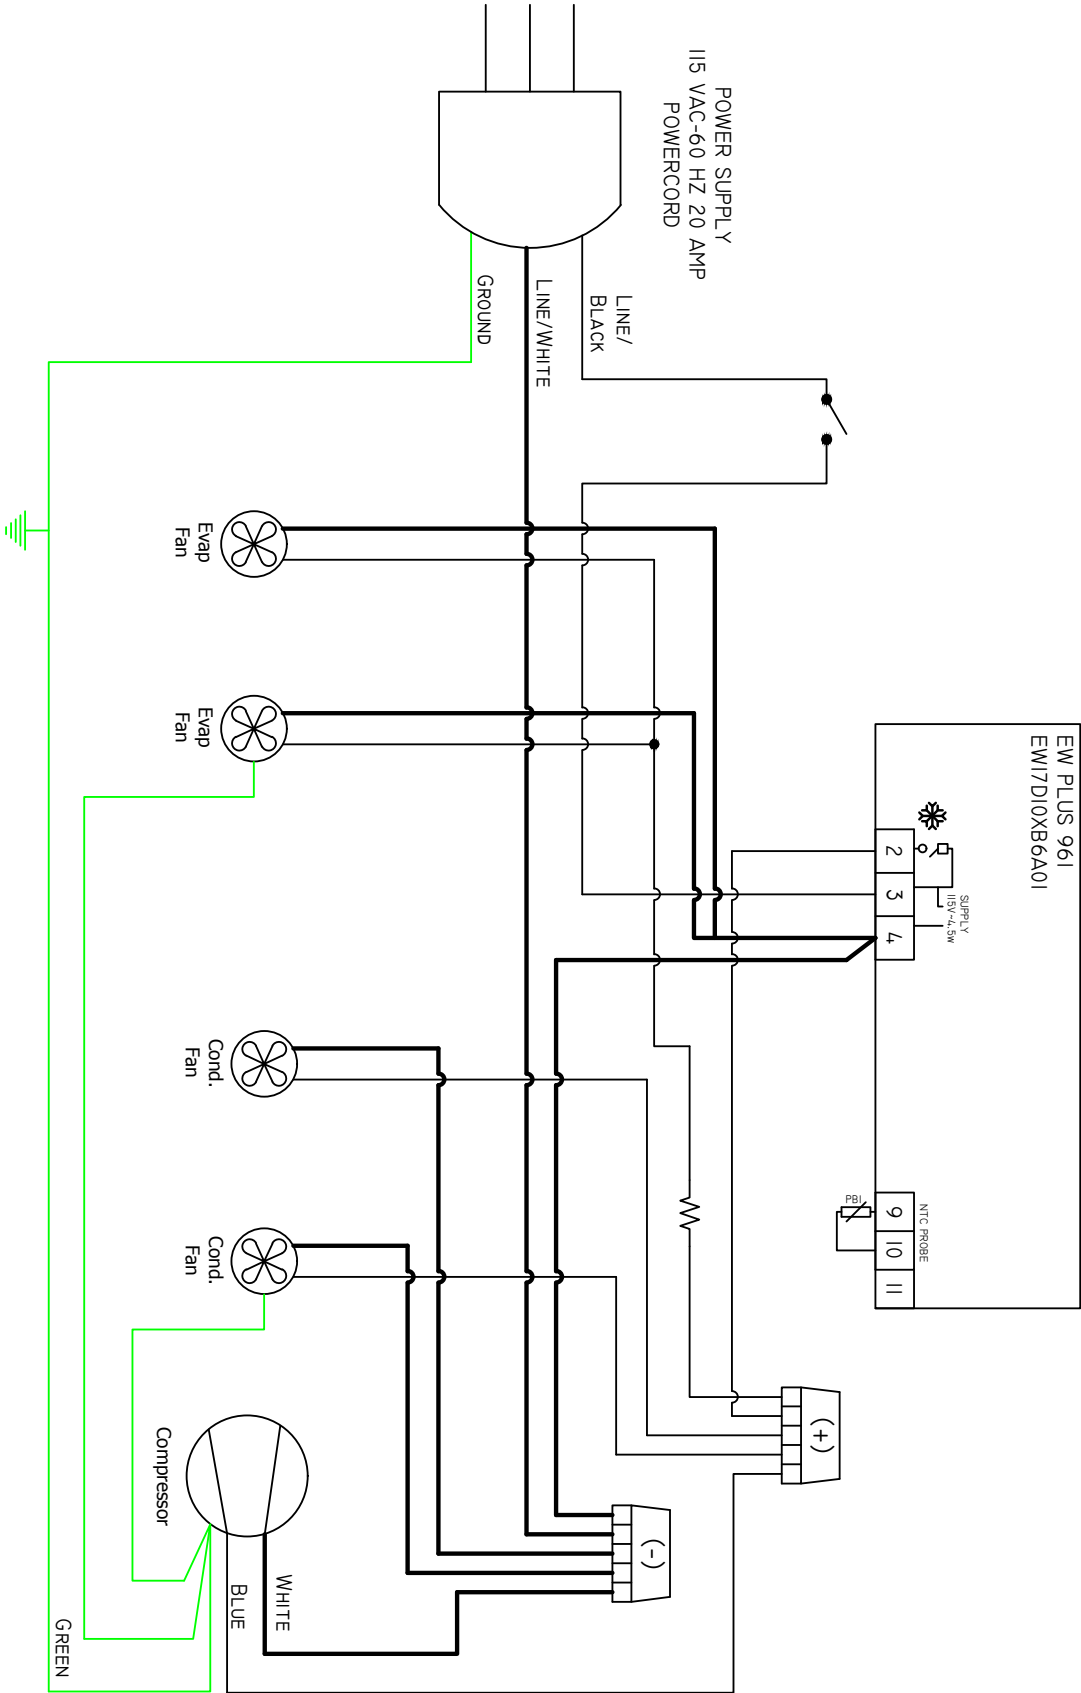 POWER SUPPLY
115 VAC-60 HZ 20 AMP
POWERCORD
LINE/
BLACK
LINE/WHITE
GROUND
Evap
Fan
Evap
Fan
EW PLUS 961
EW17D10XB6A01
2
3
4
SUPPLY
115V~4.5W
NTC PROBE
PB1
9
10
11
Cond.
Fan
Cond.
Fan
(+)
(-)
Compressor
WHITE
BLUE
GREEN